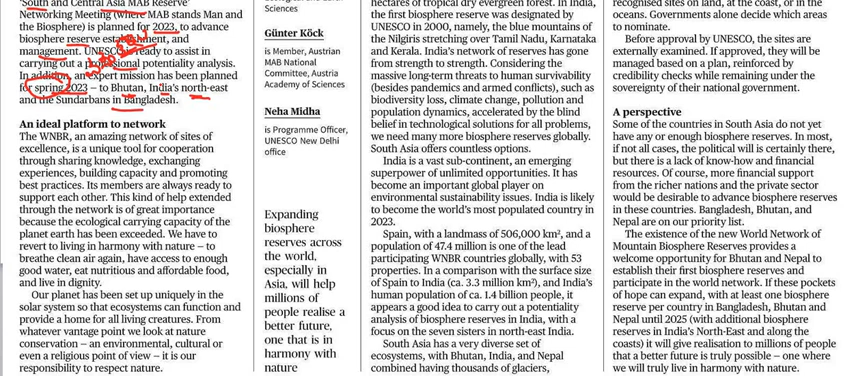 'South and Central Asia MAB Reserve
Networking Meeting (where MAB stands Man and
the Biosphere) is planned for 2023, to advance
biosphere reserve establishment, and
management. UNESCO is ready to assist in
carrying out a professional potentiality analysis.
In addition, expert mission has been planned
for spring 2023 – to Bhutan, India's north-east
and the Sundarbans in Bangladesh.
An ideal platform to network
The WNBR, an amazing network of sites of
excellence, is a unique tool for cooperation
through sharing knowledge, exchanging
experiences, building capacity and promoting
best practices. Its members are always ready to
support each other. This kind of help extended
through the network is of great importance
because the ecological carrying capacity of the
planet earth has been exceeded. We have to
revert to living in harmony with nature – to
breathe clean air again, have access to enough
good water, eat nutritious and affordable food,
and live in dignity.
Our planet has been set up uniquely in the
solar system so that ecosystems can function and
provide a home for all living creatures. From
whatever vantage point we look at nature
conservation – an environmental, cultural or
even a religious point of view – it is our
responsibility to respect nature.
Sciences
Günter Köck
is Member, Austrian
MAB National
Committee, Austria
Academy of Sciences
Neha Midha
is Programme Officer,
UNESCO New Delhi
office
Expanding
biosphere
reserves across
the world,
especially in
Asia, will help
millions of
people realise a
better future,
one that is in
harmony with
nature
hectares of tropical dry evergreen forest. In India,
the first biosphere reserve was designated by
UNESCO in 2000, namely, the blue mountains of
the Nilgiris stretching over Tamil Nadu, Karnataka
and Kerala. India's network of reserves has gone
from strength to strength. Considering the
massive long-term threats to human survivability
(besides pandemics and armed conflicts), such as
biodiversity loss, climate change, pollution and
population dynamics, accelerated by the blind
belief in technological solutions for all problems,
we need many more biosphere reserves globally.
South Asia offers countless options.
India is a vast sub-continent, an emerging
superpower of unlimited opportunities. It has
become an important global player on
environmental sustainability issues. India is likely
to become the world's most populated country in
2023.
Spain, with a landmass of 506,000 km², and a
population of 47.4 million is one of the lead
participating WNBR countries globally, with 53
properties. In a comparison with the surface size
of Spain to India (ca. 3.3 million km²), and India's
human population of ca. 1.4 billion people, it
appears a good idea to carry out a potentiality
analysis of biosphere reserves in India, with a
focus on the seven sisters in north-east India.
South Asia has a very diverse set of
ecosystems, with Bhutan, India, and Nepal
combined having thousands of glaciers,
recognised sites on land, at the coast, or in the
oceans. Governments alone decide which areas
to nominate.
Before approval by UNESCO, the sites are
externally examined. If approved, they will be
managed based on a plan, reinforced by
credibility checks while remaining under the
sovereignty of their national government.
A perspective
Some of the countries in South Asia do not yet
have any or enough biosphere reserves. In most,
if not all cases, the political will is certainly there,
but there is a lack of know-how and financial
resources. Of course, more financial support
from the richer nations and the private sector
would be desirable to advance biosphere reserves
in these countries. Bangladesh, Bhutan, and
Nepal are on our priority list.
The existence of the new World Network of
Mountain Biosphere Reserves provides a
welcome opportunity for Bhutan and Nepal to
establish their first biosphere reserves and
participate in the world network. If these pockets
of hope can expand, with at least one biosphere
reserve per country in Bangladesh, Bhutan and
Nepal until 2025 (with additional biosphere
reserves in India's North-East and along the
coasts) it will give realisation to millions of people
that a better future is truly possible – one where
we will truly live in harmony with nature.